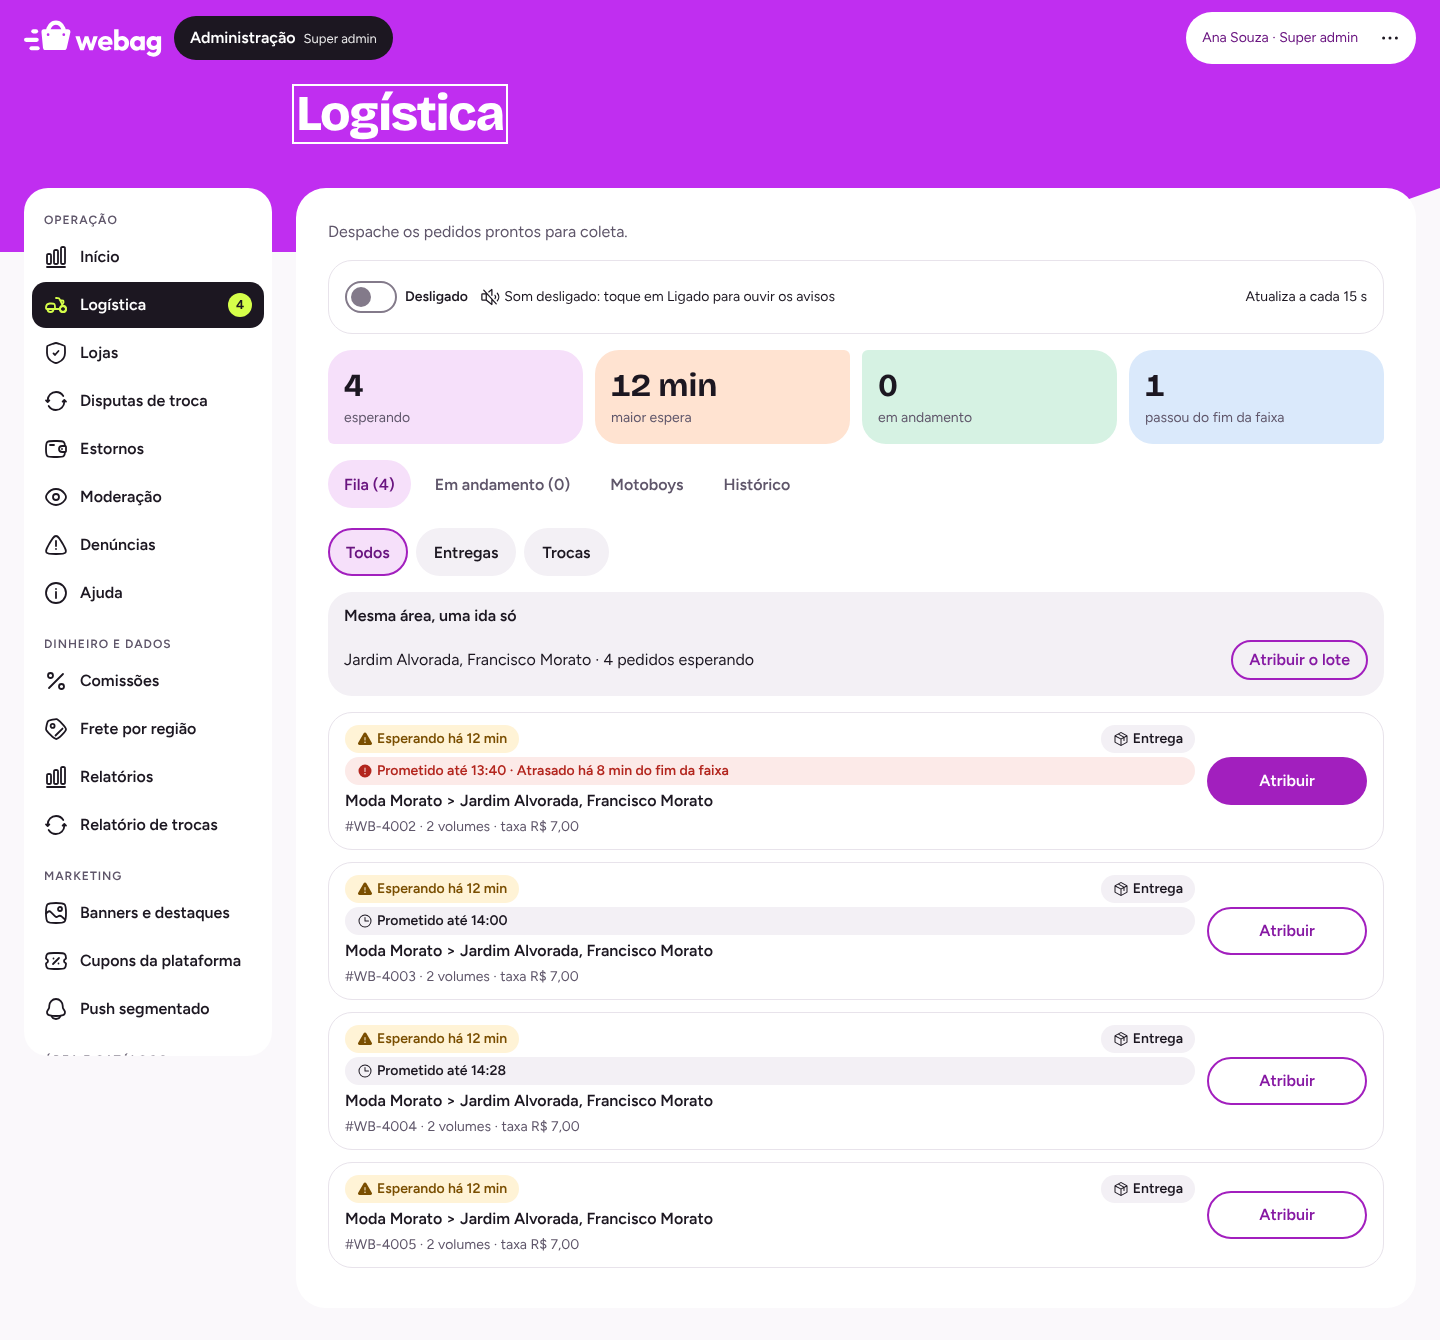 webag
Administração Super admin
Ana Souza · Super admin
Logística
OPERAÇÃO
Início
Logística 4
Lojas
Disputas de troca
Estornos
Moderação
Denúncias
Ajuda
DINHEIRO E DADOS
Comissões
Frete por região
Relatórios
Relatório de trocas
MARKETING
Banners e destaques
Cupons da plataforma
Push segmentado
Despache os pedidos prontos para coleta.
Desligado Som desligado: toque em Ligado para ouvir os avisos Atualiza a cada 15 s
4 12 min 0 1
esperando maior espera em andamento passou do fim da faixa
Fila (4) Em andamento (0) Motoboys Histórico
Todos Entregas Trocas
Mesma área, uma ida só
Jardim Alvorada, Francisco Morato · 4 pedidos esperando Atribuir o lote
Esperando há 12 min Entrega
Prometido até 13:40 · Atrasado há 8 min do fim da faixa
Atribuir
Moda Morato > Jardim Alvorada, Francisco Morato
#WB-4002 · 2 volumes · taxa R$ 7,00
Esperando há 12 min Entrega
Prometido até 14:00
Atribuir
Moda Morato > Jardim Alvorada, Francisco Morato
#WB-4003 · 2 volumes · taxa R$ 7,00
Esperando há 12 min Entrega
Prometido até 14:28
Atribuir
Moda Morato > Jardim Alvorada, Francisco Morato
#WB-4004 · 2 volumes · taxa R$ 7,00
Esperando há 12 min Entrega
Atribuir
Moda Morato > Jardim Alvorada, Francisco Morato
#WB-4005 · 2 volumes · taxa R$ 7,00